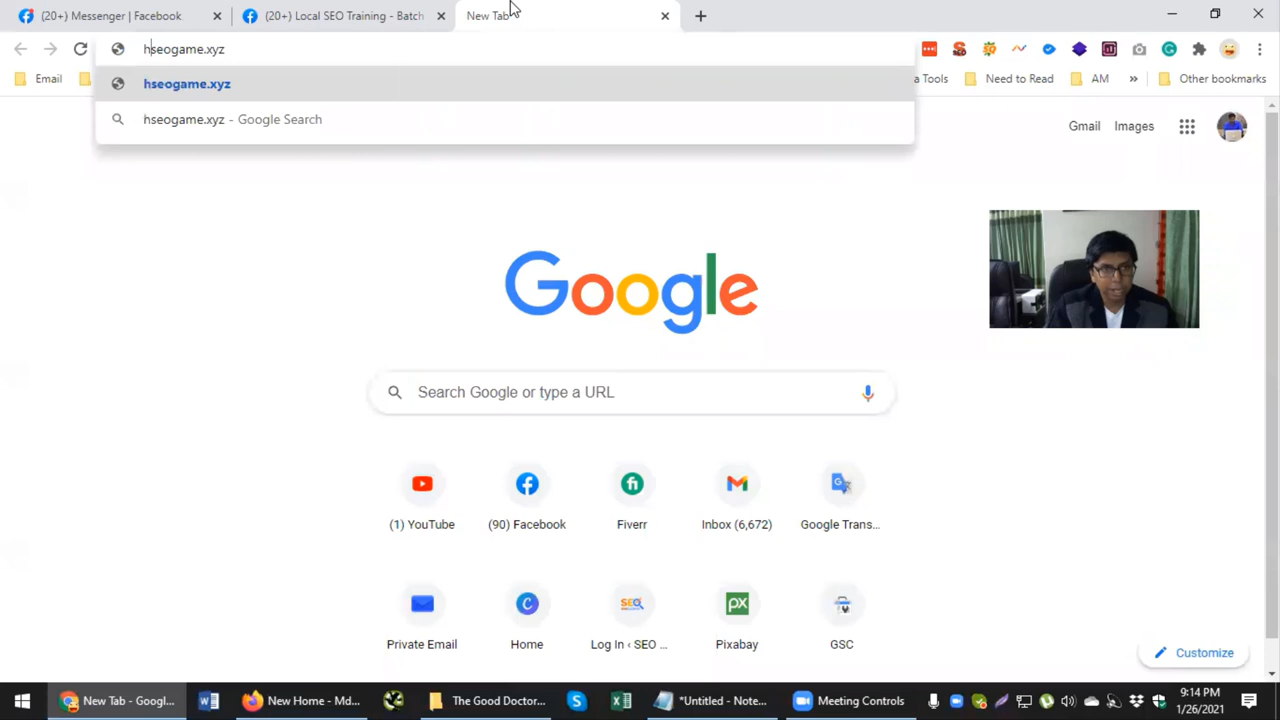 (20+) Messenger | Facebook
(20+) Local SEO Training - Batch
New Tab
hseogame.xyz
hseogame.xyz
hseogame.xyz - Google Search
Email
a Tools
Need to Read
AM
»
Other bookmarks
Gmail
Images
Google
Search Google or type a URL
(1) YouTube
(90) Facebook
Fiverr
Inbox (6,672)
Google Trans...
Private Email
Home
Log In ‹ SEO ...
Pixabay
GSC
Customize
New Tab - Googl...
New Home - Md...
The Good Doctor...
*Untitled - Note...
Meeting Controls
9:14 PM
1/26/2021